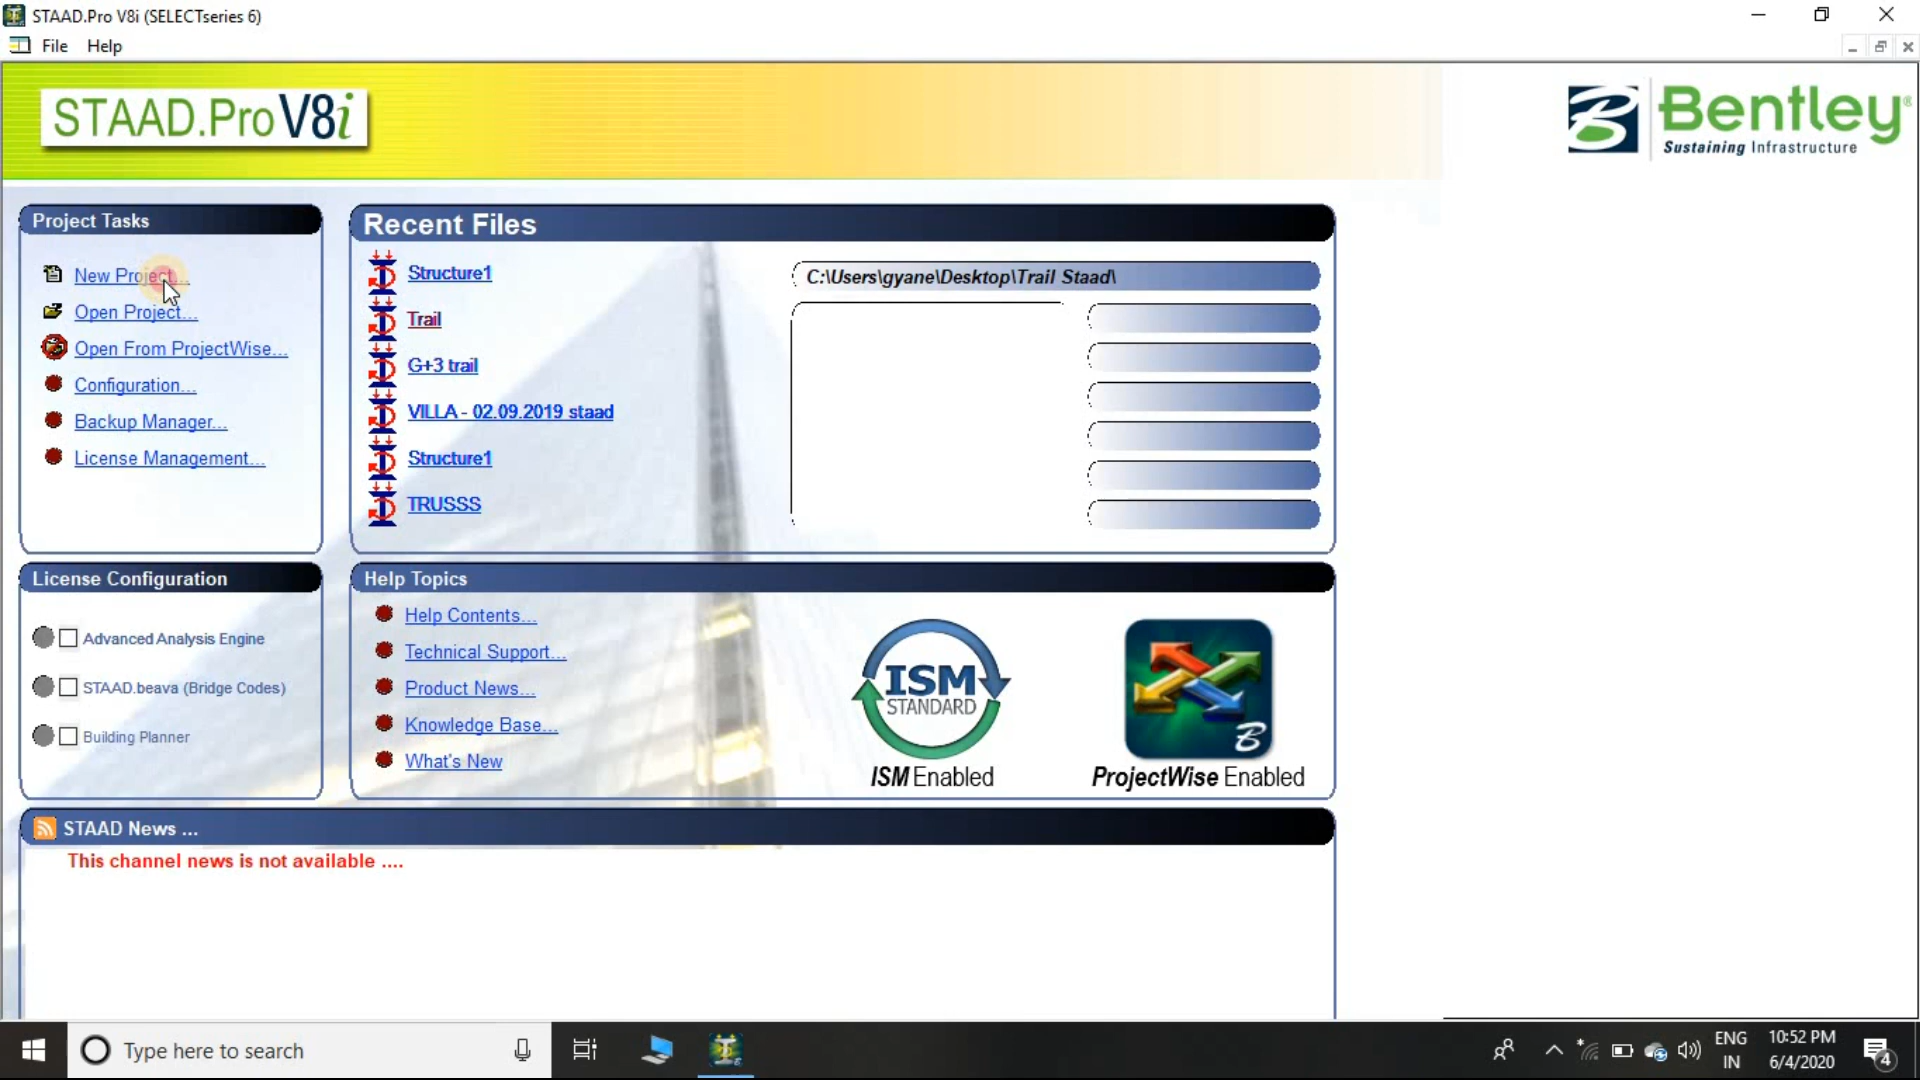 STAAD.Pro V8i (SELECTseries 6)
File Help
STAAD.Pro V8i
Bentley®
Sustaining Infrastructure
Project Tasks
New Project...
Open Project...
Open From ProjectWise...
Configuration...
Backup Manager...
License Management...
Recent Files
Structure1
Trail
G+3 trail
VILLA - 02.09.2019 staad
Structure1
TRUSSS
C:\Users\gyane\Desktop\Trail Staad\
License Configuration
Advanced Analysis Engine
STAAD.beava (Bridge Codes)
Building Planner
Help Topics
Help Contents...
Technical Support...
Product News...
Knowledge Base...
What's New
ISM
STANDARD
ISM Enabled
B
ProjectWise Enabled
STAAD News ...
This channel news is not available ....
Type here to search
ENG
IN
10:52 PM
6/4/2020
4